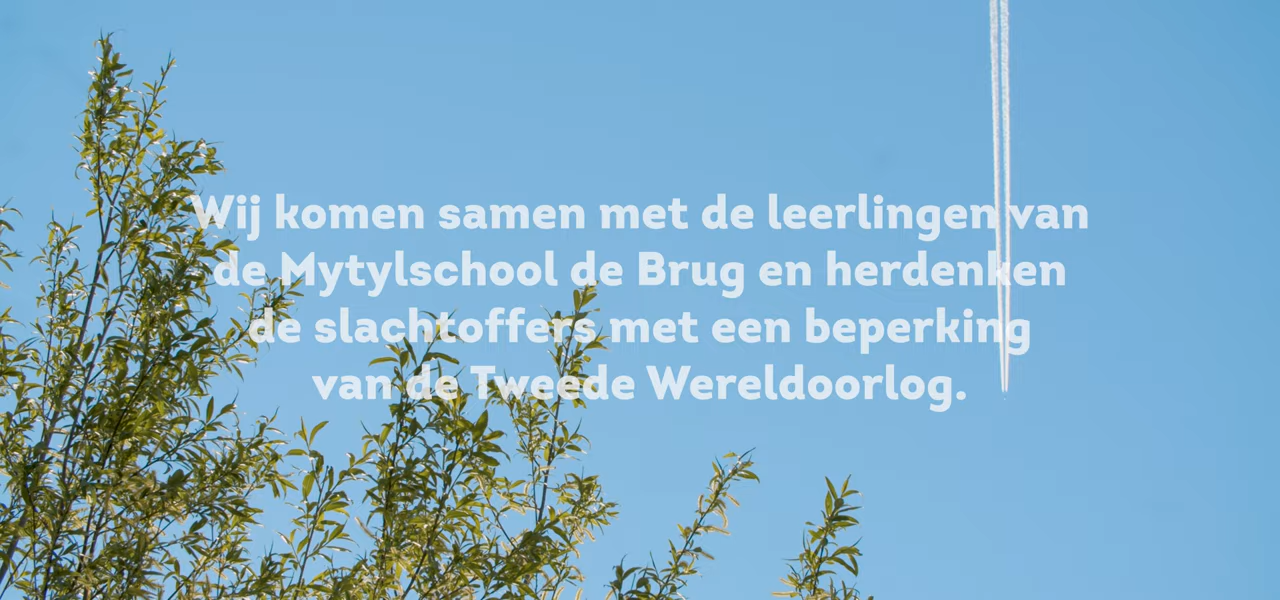 Wij komen samen met de leerlingen van
de Mytylschool de Brug en herdenken
de slachtoffers met een beperking
van de Tweede Wereldoorlog.